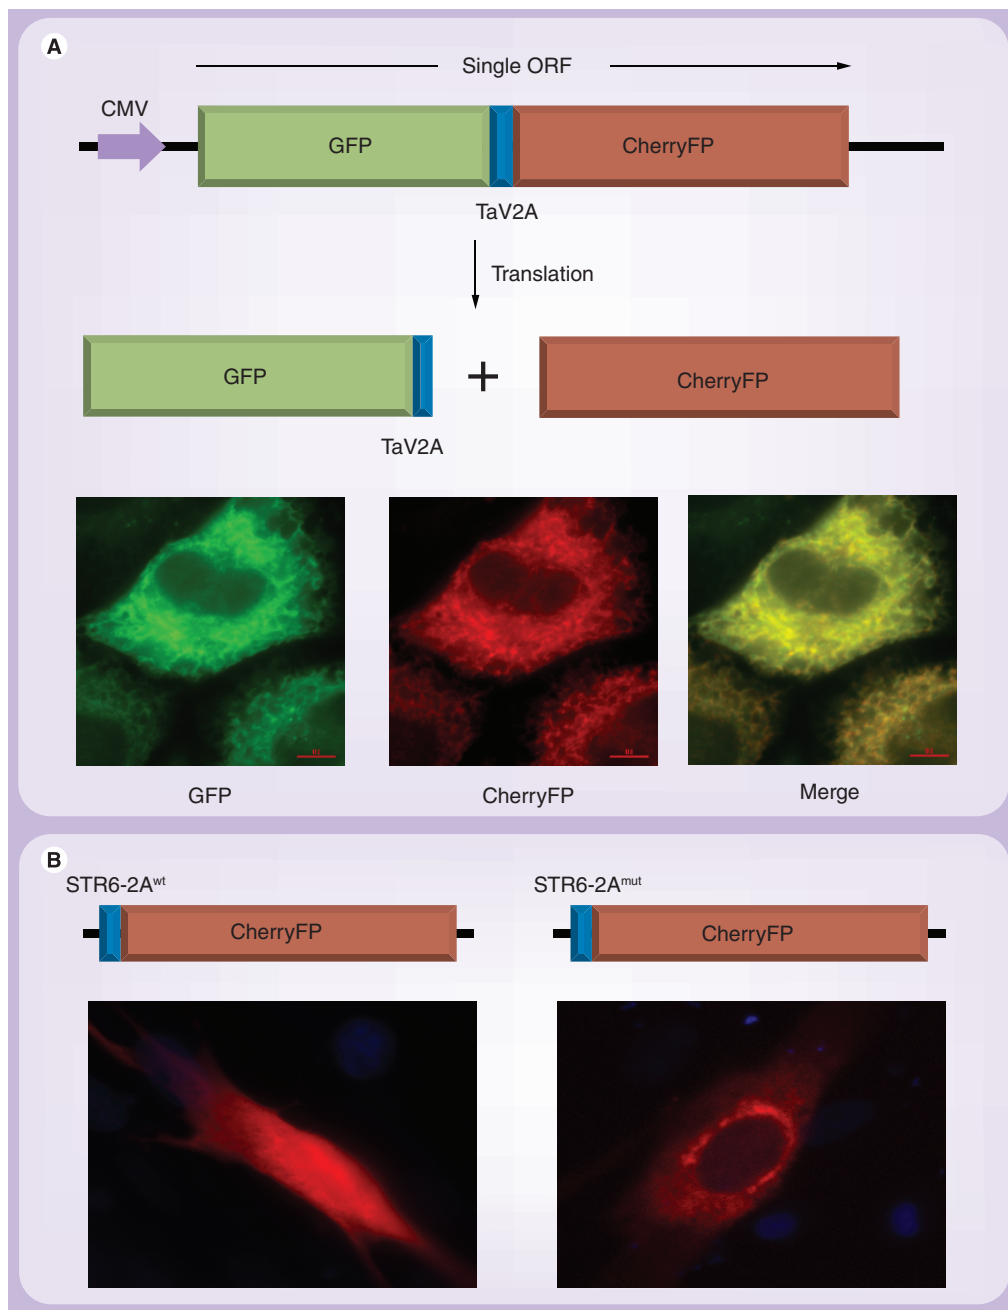 A
Single ORF
CMV
GFP
CherryFP
TaV2A
Translation
GFP
CherryFP
TaV2A
GFP
CherryFP
Merge
B
STR6-2Awt
STR6-2Amut
CherryFP
CherryFP